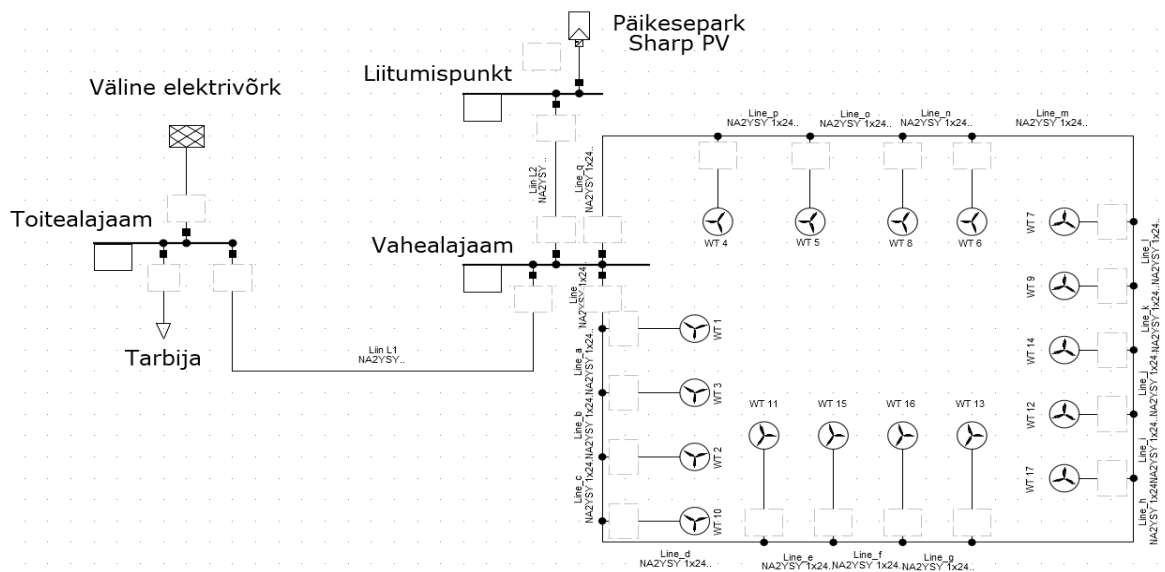 Päikesepark
Sharp PV
Liitumispunkt
Väline elektrivõrk
Toitealajaam
Tarbija
Liin L1
NA2YSY..
Vahealajaam
Liin L2
NA2YSY ..
Line_q
NA2YSY 1x24..
Line_p
NA2YSY 1x24..
Line_o
NA2YSY 1x24..
Line_n
NA2YSY 1x24..
Line_m
NA2YSY 1x24..
WT 4
WT 5
WT 8
WT 6
WT 7
WT 9
WT 14
WT 12
WT 17
Line_l
NA2YSY 1x24..
Line_k
NA2YSY 1x24..
Line_j
NA2YSY 1x24..
Line_i
NA2YSY 1x24..
Line_h
NA2YSY 1x24..
Line
NA2YSY 1x24..
Line_a
NA2YSY 1x24..
Line_b
NA2YSY 1x24..
Line_c
NA2YSY 1x24..
WT 1
WT 3
WT 2
WT 10
WT 11
WT 15
WT 16
WT 13
Line_d
NA2YSY 1x24..
Line_e
NA2YSY 1x24..
Line_f
NA2YSY 1x24..
Line_g
NA2YSY 1x24..